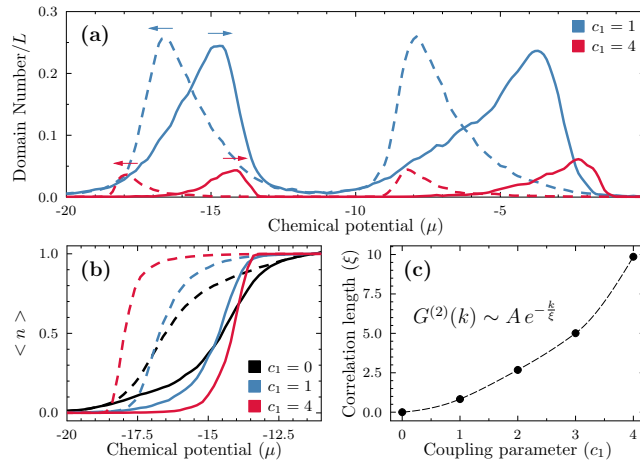 (a)
c₁ = 1
c₁ = 4
Domain Number/L
0.3
0.2
0.1
0.0
-20
-15
-10
-5
Chemical potential (μ)
(b)
< n >
1.0
0.5
0.0
c₁ = 0
c₁ = 1
c₁ = 4
-20
-17.5
-15
-12.5
Chemical potential (μ)
(c)
Correlation length (ξ)
10
7.5
5.0
2.5
0.0
G⁽²⁾(k) ∼ A e^{-k/ξ}
0
1
2
3
4
Coupling parameter (c₁)